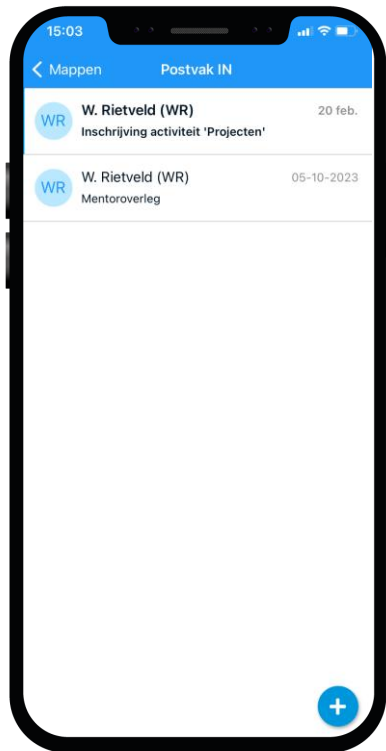 15:03
Mappen Postvak IN
WR W. Rietveld (WR) 20 feb.
Inschrijving activiteit 'Projecten'
WR W. Rietveld (WR) 05-10-2023
Mentoroverleg
+